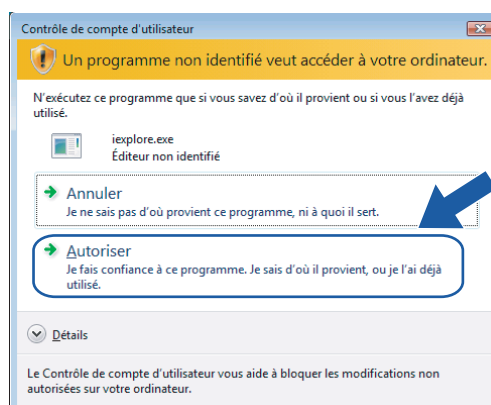 Contrôle de compte d'utilisateur
Un programme non identifié veut accéder à votre ordinateur.
N'exécutez ce programme que si vous savez d'où il provient ou si vous l'avez déjà
utilisé.
iexplore.exe
Éditeur non identifié
Annuler
Je ne sais pas d'où provient ce programme, ni à quoi il sert.
Autoriser
Je fais confiance à ce programme. Je sais d'où il provient, ou je l'ai déjà
utilisé.
Détails
Le Contrôle de compte d'utilisateur vous aide à bloquer les modifications non
autorisées sur votre ordinateur.